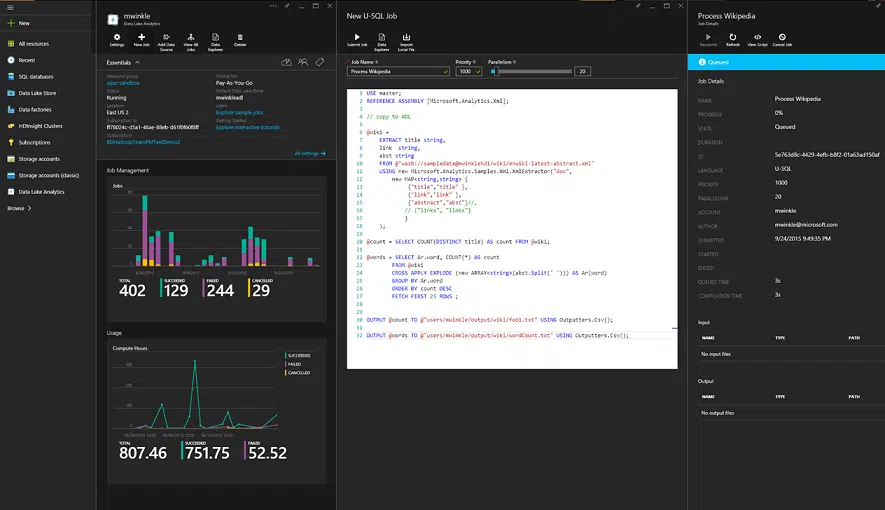 New
All resources
Recent
SQL databases
Data Lake Store
Data factories
HDInsight Clusters
Subscriptions
Storage accounts
Storage accounts (classic)
Data Lake Analytics
Browse
mwinkle
Data Lake Analytics
Settings
New Job
Add Data Source
View All Jobs
Data Explorer
Delete
Essentials
Resource group
Status
Running
Location
East US 2
Subscription
Pricing tier
Pay-As-You-Go
Default Data Lake Store
mwinkleadl
Learn
Explore sample jobs
Getting Started
Explore interactive tutorials
All settings →
Job Management
Jobs
TOTAL
402
SUCCEEDED
129
FAILED
244
CANCELLED
29
Usage
Compute Hours
SUCCEEDED
FAILED
CANCELLED
TOTAL
807.46
SUCCEEDED
751.75
FAILED
52.52
New U-SQL Job
Submit Job
Data Explorer
Import Local File
* Job Name
Process Wikipedia
Priority
1000
Parallelism
20
1 USE master;
2 REFERENCE ASSEMBLY [Microsoft.Analytics.Xml];
3
4 // copy to ADL
5
6 @wiki =
7 EXTRACT title string,
8 link string,
9 abst string
10 FROM @"wasb://sampledata@mwinklehdi/wiki/enwiki-latest-abstract.xml"
11 USING new Microsoft.Analytics.Samples.Xml.XmlExtractor("doc",
12 new MAP<string,string> {
13 {"title","title" },
14 {"link","link" },
15 {"abstract","abst"}//,
16 // {"links", "links"}
17 }
18 );
19
20 @count = SELECT COUNT(DISTINCT title) AS count FROM @wiki;
21
22 @words = SELECT Ar.word, COUNT(*) AS count
23 FROM @wiki
24 CROSS APPLY EXPLODE (new ARRAY<string>(abst.Split(' '))) AS Ar(word)
25 GROUP BY Ar.word
26 ORDER BY count DESC
27 FETCH FIRST 25 ROWS ;
28
29
30 OUTPUT @count TO @"users/mwinkle/output/wiki/foo1.txt" USING Outputters.Csv();
31
32 OUTPUT @words TO @"users/mwinkle/output/wiki/wordCount.txt" USING Outputters.Csv();
Process Wikipedia
Job Details
Resubmit
Refresh
View Script
Cancel Job
Queued
Job Details
NAME
Process Wikipedia
PROGRESS
0%
STATE
Queued
DURATION
ID
5e763d8c-4429-4efb-b8f2-01a63ad150af
LANGUAGE
U-SQL
PRIORITY
1000
PARALLELISM
20
ACCOUNT
mwinkle
AUTHOR
mwinkle@microsoft.com
SUBMITTED
9/24/2015 9:49:35 PM
STARTED
ENDED
QUEUED TIME
3s
COMPILATION TIME
3s
Input
NAME TYPE PATH
No input files
Output
NAME TYPE PATH
No output files